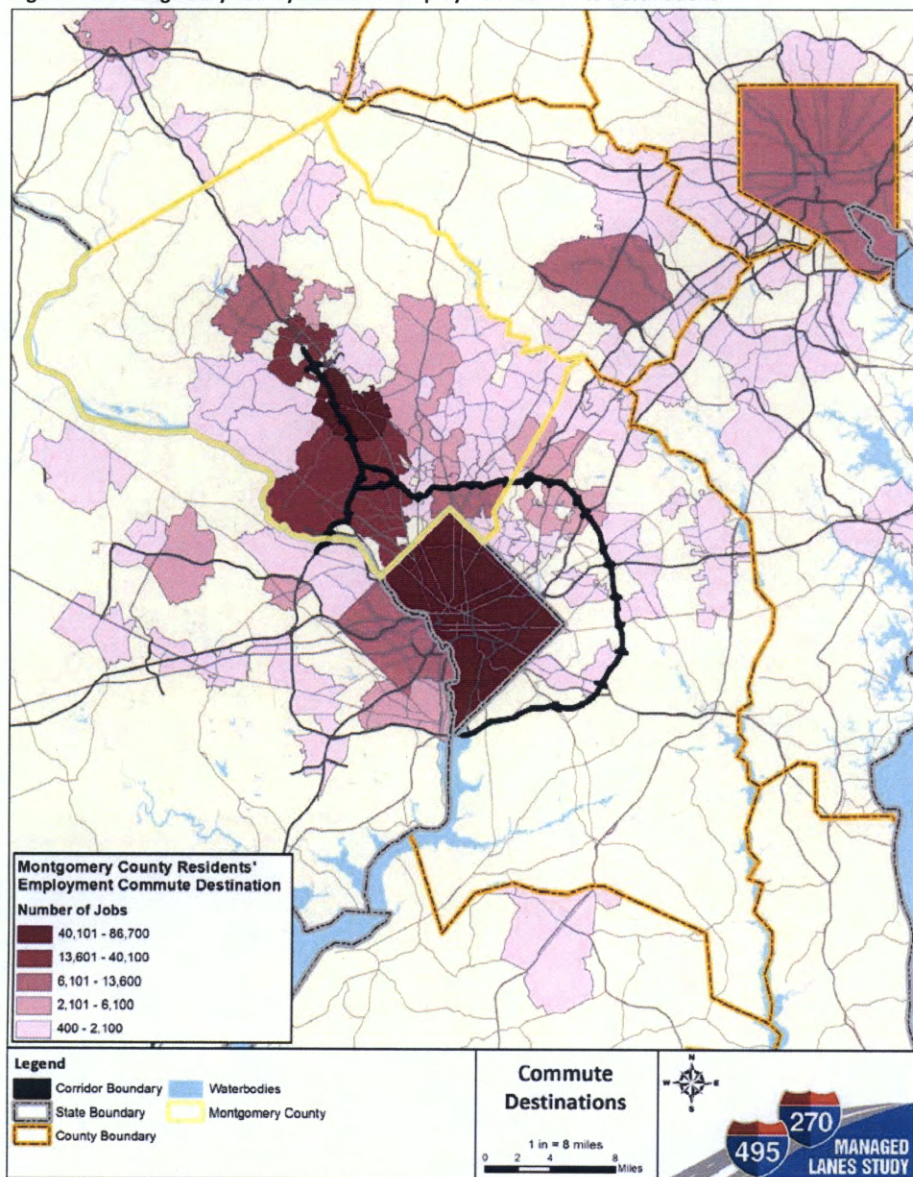 Montgomery County Residents'
Employment Commute Destination
Number of Jobs
40,101 - 86,700
13,601 - 40,100
6,101 - 13,600
2,101 - 6,100
400 - 2,100
Legend
Corridor Boundary
Waterbodies
State Boundary
Montgomery County
County Boundary
Commute
Destinations
1 in = 8 miles
0 2 4 8
Miles
N
W E
S
495
270
MANAGED
LANES STUDY